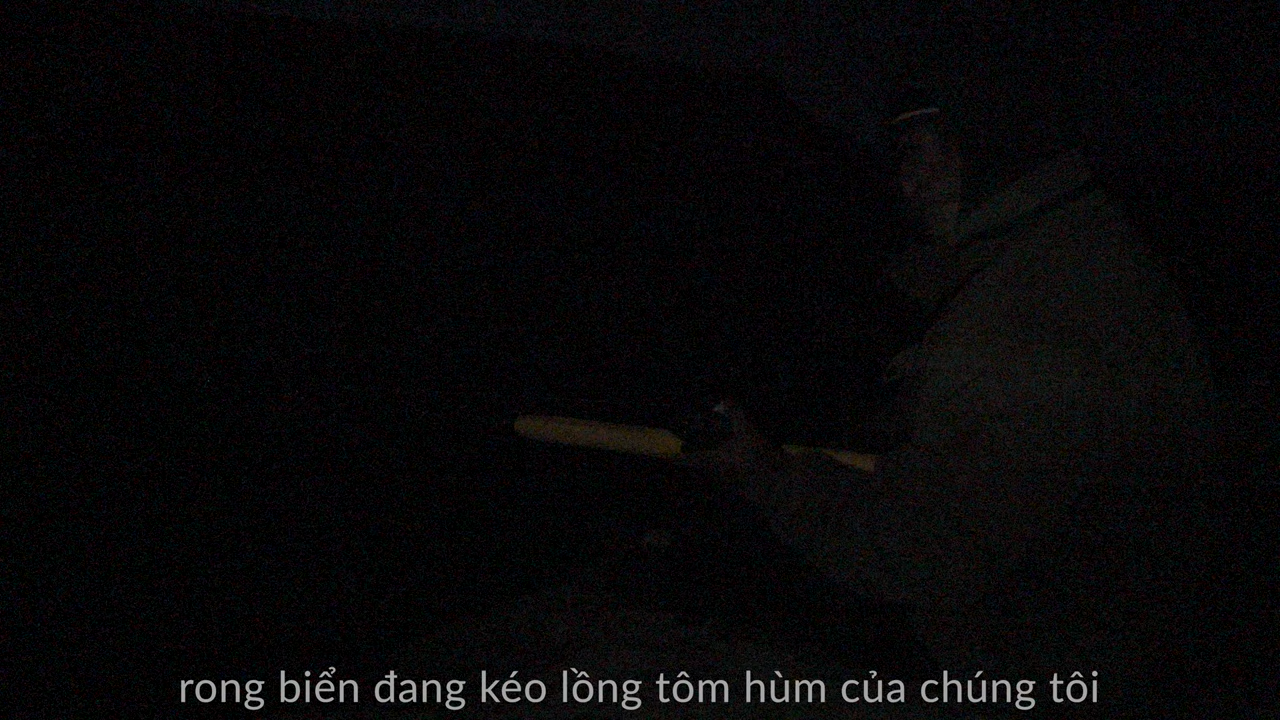 rong biển đang kéo lồng tôm hùm của chúng tôi